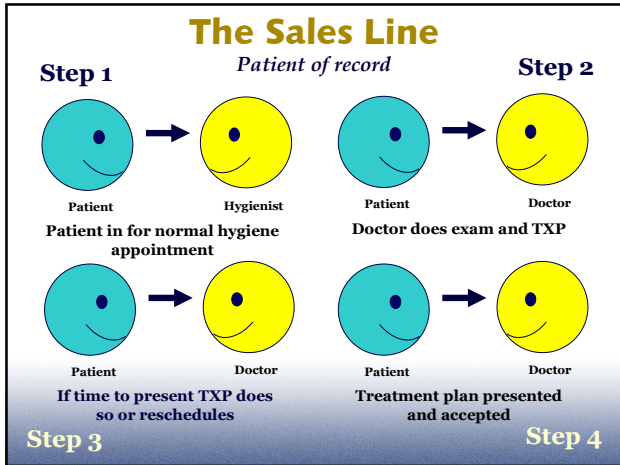 The Sales Line
Patient of record
Step 1
Step 2
Patient
Hygienist
Patient in for normal hygiene
appointment
Patient
Doctor
Doctor does exam and TXP
Patient
Doctor
If time to present TXP does
so or reschedules
Step 3
Patient
Doctor
Treatment plan presented
and accepted
Step 4